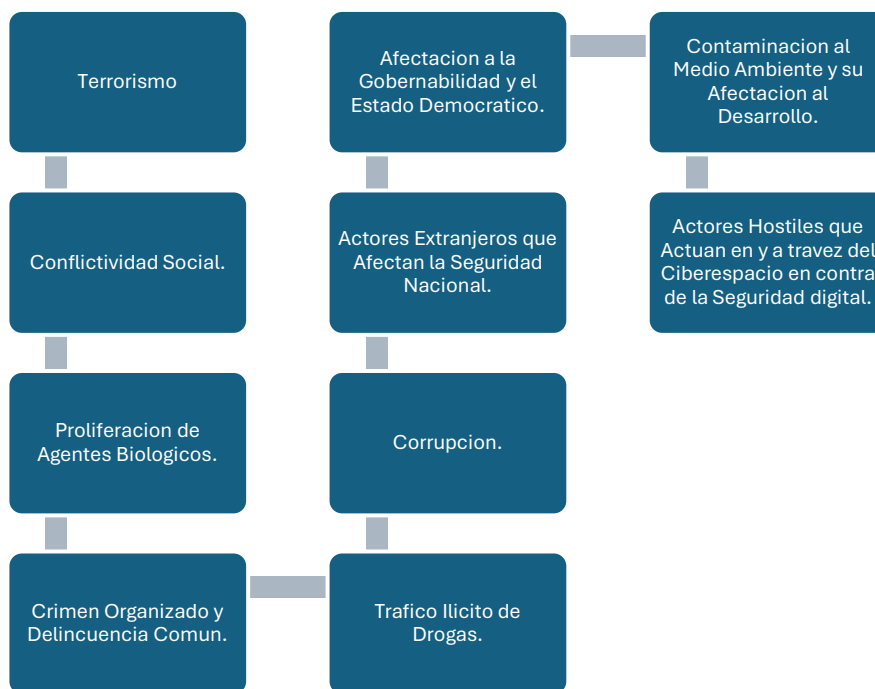 Terrorismo
Conflictividad Social.
Proliferacion de
Agentes Biologicos.
Crimen Organizado y
Delincuencia Comun.
Trafico Ilicito de
Drogas.
Corrupcion.
Actores Extranjeros que
Afectan la Seguridad
Nacional.
Afectacion a la
Gobernabilidad y el
Estado Democratico.
Contaminacion al
Medio Ambiente y su
Afectacion al
Desarrollo.
Actores Hostiles que
Actuan en y a travez del
Ciberespacio en contra
de la Seguridad digital.